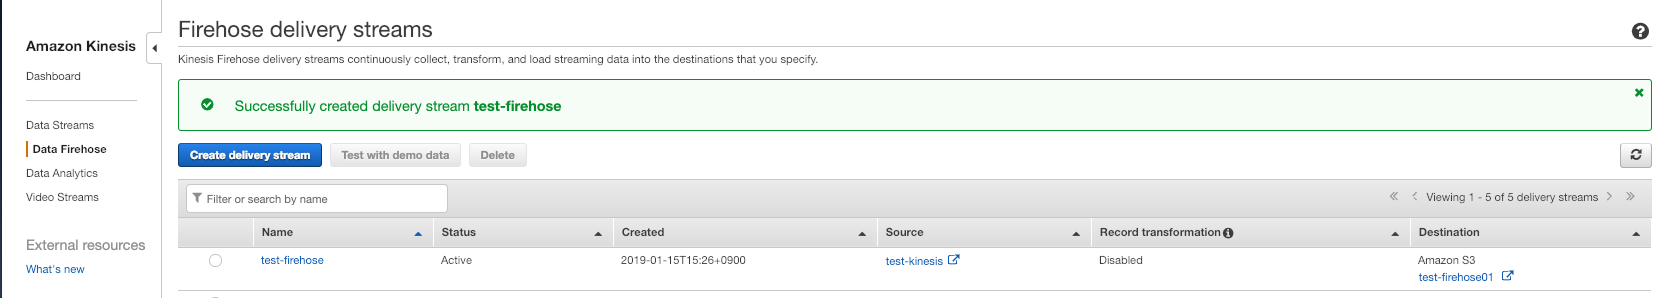 Amazon Kinesis
Dashboard
Data Streams
Data Firehose
Data Analytics
Video Streams
External resources
What's new
Firehose delivery streams
Kinesis Firehose delivery streams continuously collect, transform, and load streaming data into the destinations that you specify.
Successfully created delivery stream test-firehose
Create delivery stream Test with demo data Delete
Filter or search by name Viewing 1 - 5 of 5 delivery streams
Name Status Created Source Record transformation Destination
test-firehose Active 2019-01-15T15:26+0900 test-kinesis Disabled Amazon S3
test-firehose01